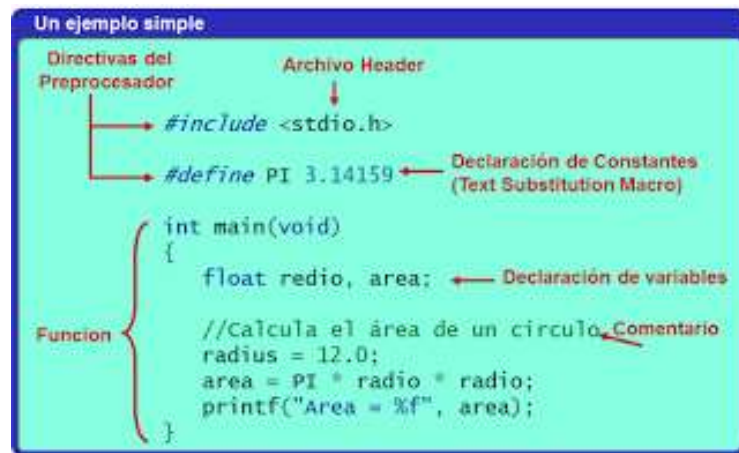 Un ejemplo simple
Directivas del
Preprocesador
Archivo Header
#include <stdio.h>
#define PI 3.14159
Declaración de Constantes
(Text Substitution Macro)
int main(void)
{
float redio, area;
Declaración de variables
Funcion
//Calcula el área de un circulo
Comentario
radius = 12.0;
area = PI * radio * radio;
printf("Area = %f", area);
}